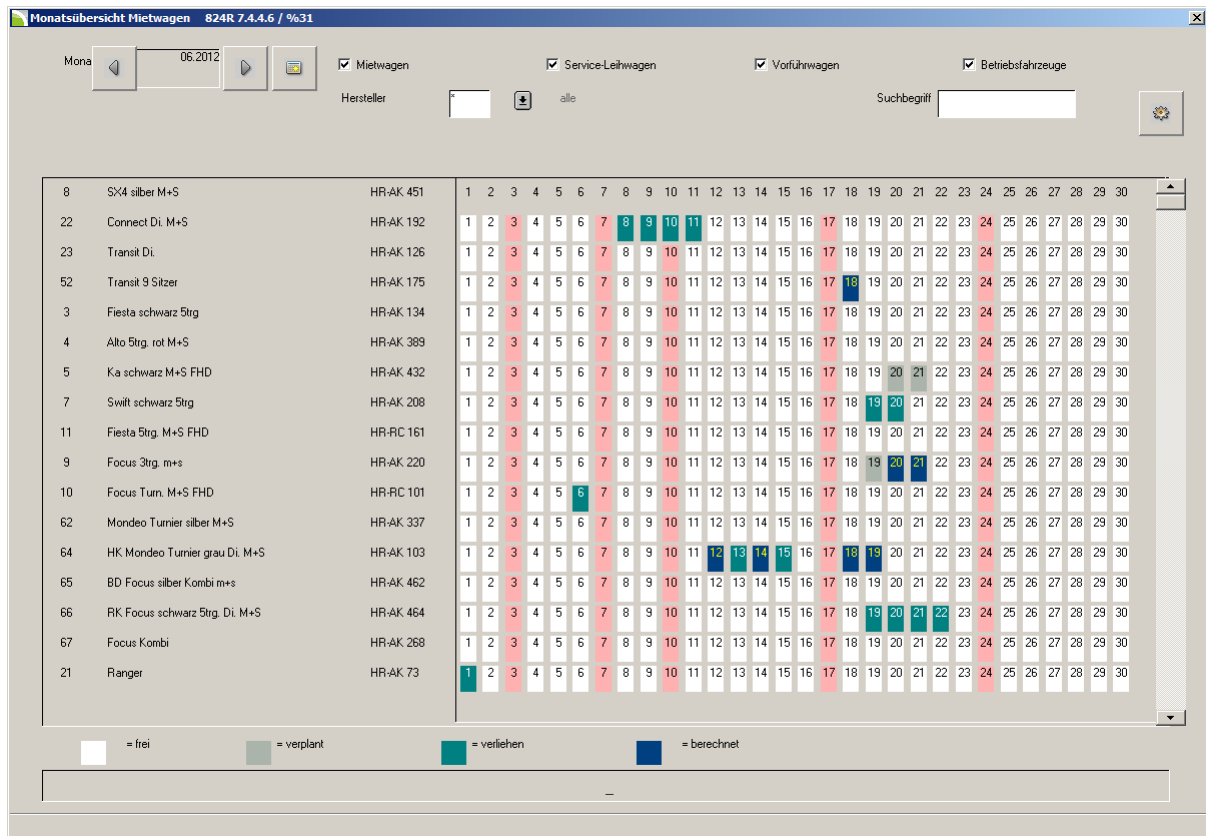 Monatsübersicht Mietwagen 824R 7.4.4.6 / %31
Mona 06.2012 Mietwagen Service-Leihwagen Vorführwagen Betriebsfahrzeuge
Hersteller * alle Suchbegriff
8 SX4 silber M+S HR-AK 451 1 2 3 4 5 6 7 8 9 10 11 12 13 14 15 16 17 18 19 20 21 22 23 24 25 26 27 28 29 30
22 Connect Di. M+S HR-AK 192 1 2 3 4 5 6 7 8 9 10 11 12 13 14 15 16 17 18 19 20 21 22 23 24 25 26 27 28 29 30
23 Transit Di. HR-AK 126 1 2 3 4 5 6 7 8 9 10 11 12 13 14 15 16 17 18 19 20 21 22 23 24 25 26 27 28 29 30
52 Transit 9 Sitzer HR-AK 175 1 2 3 4 5 6 7 8 9 10 11 12 13 14 15 16 17 18 19 20 21 22 23 24 25 26 27 28 29 30
3 Fiesta schwarz 5trg HR-AK 134 1 2 3 4 5 6 7 8 9 10 11 12 13 14 15 16 17 18 19 20 21 22 23 24 25 26 27 28 29 30
4 Alto 5trg. rot M+S HR-AK 389 1 2 3 4 5 6 7 8 9 10 11 12 13 14 15 16 17 18 19 20 21 22 23 24 25 26 27 28 29 30
5 Ka schwarz M+S FHD HR-AK 432 1 2 3 4 5 6 7 8 9 10 11 12 13 14 15 16 17 18 19 20 21 22 23 24 25 26 27 28 29 30
7 Swift schwarz 5trg HR-AK 208 1 2 3 4 5 6 7 8 9 10 11 12 13 14 15 16 17 18 19 20 21 22 23 24 25 26 27 28 29 30
11 Fiesta 5trg. M+S FHD HR-RC 161 1 2 3 4 5 6 7 8 9 10 11 12 13 14 15 16 17 18 19 20 21 22 23 24 25 26 27 28 29 30
9 Focus 3trg. m+s HR-AK 220 1 2 3 4 5 6 7 8 9 10 11 12 13 14 15 16 17 18 19 20 21 22 23 24 25 26 27 28 29 30
10 Focus Turn. M+S FHD HR-RC 101 1 2 3 4 5 6 7 8 9 10 11 12 13 14 15 16 17 18 19 20 21 22 23 24 25 26 27 28 29 30
62 Mondeo Turnier silber M+S HR-AK 337 1 2 3 4 5 6 7 8 9 10 11 12 13 14 15 16 17 18 19 20 21 22 23 24 25 26 27 28 29 30
64 HK Mondeo Turnier grau Di. M+S HR-AK 103 1 2 3 4 5 6 7 8 9 10 11 12 13 14 15 16 17 18 19 20 21 22 23 24 25 26 27 28 29 30
65 BD Focus silber Kombi m+s HR-AK 462 1 2 3 4 5 6 7 8 9 10 11 12 13 14 15 16 17 18 19 20 21 22 23 24 25 26 27 28 29 30
66 RK Focus schwarz 5trg. Di. M+S HR-AK 464 1 2 3 4 5 6 7 8 9 10 11 12 13 14 15 16 17 18 19 20 21 22 23 24 25 26 27 28 29 30
67 Focus Kombi HR-AK 268 1 2 3 4 5 6 7 8 9 10 11 12 13 14 15 16 17 18 19 20 21 22 23 24 25 26 27 28 29 30
21 Ranger HR-AK 73 1 2 3 4 5 6 7 8 9 10 11 12 13 14 15 16 17 18 19 20 21 22 23 24 25 26 27 28 29 30
= frei = verplant = verliehen = berechnet
_